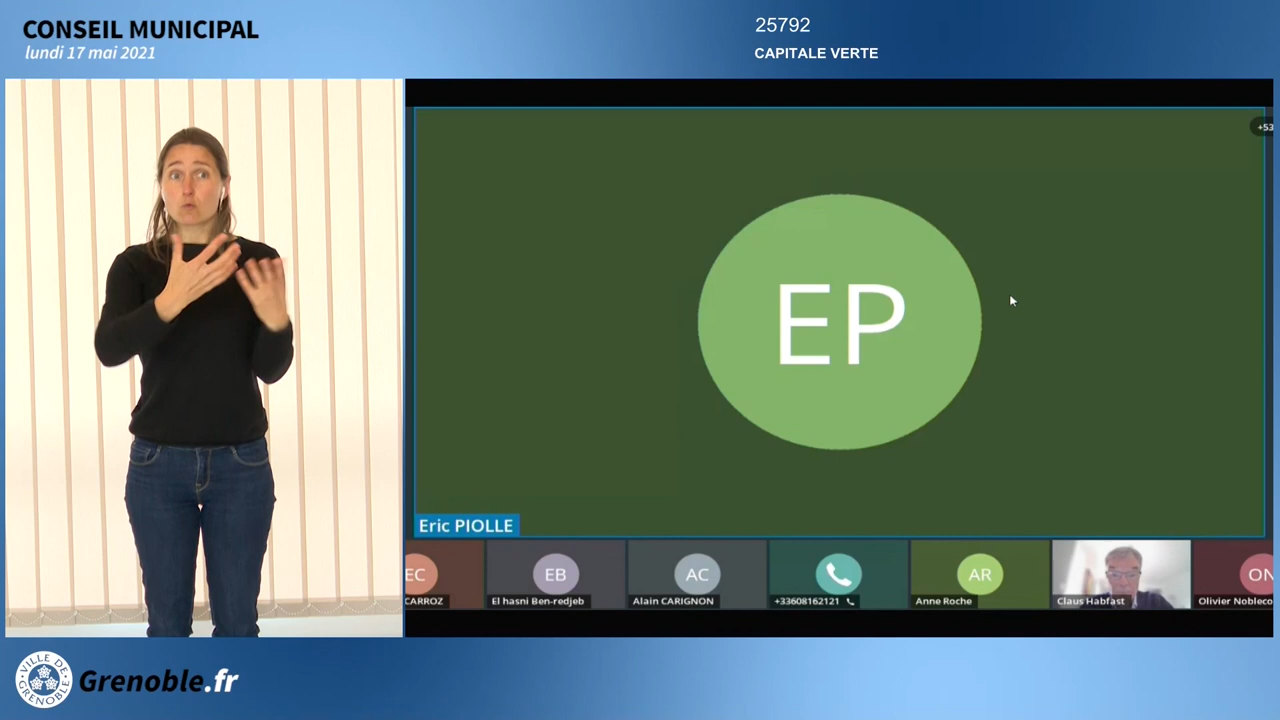 CONSEIL MUNICIPAL
lundi 17 mai 2021
25792
CAPITALE VERTE
+53
EP
Eric PIOLLE
EC
EB
AC
AR
ON
CARROZ
El hasni Ben-redjeb
Alain CARIGNON
+33608162121
Anne Roche
Claus Habfast
Olivier Nobleco
VILLE DE GRENOBLE
Grenoble.fr